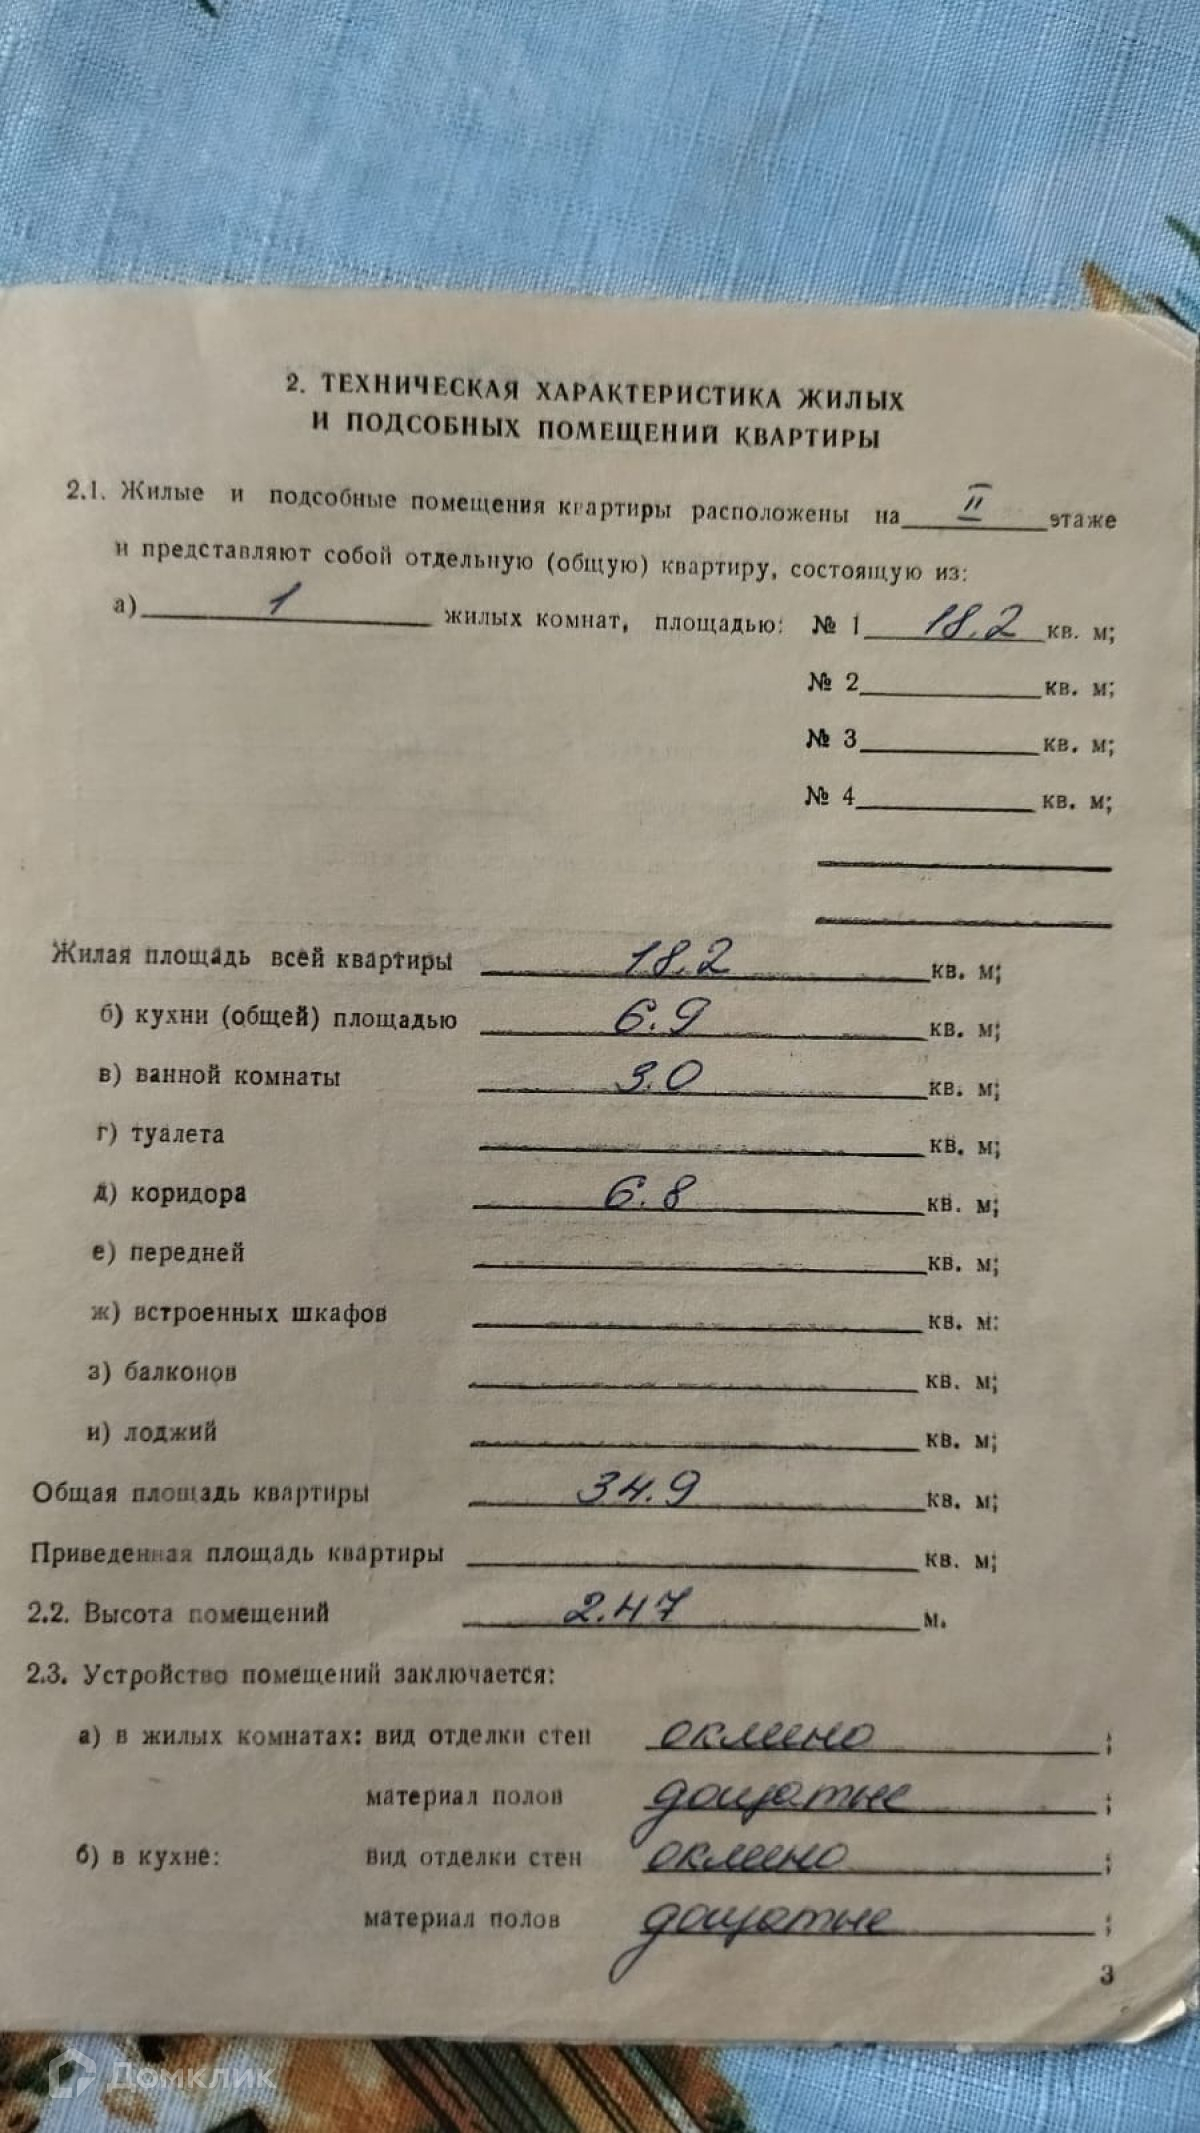 2. ТЕХНИЧЕСКАЯ ХАРАКТЕРИСТИКА ЖИЛЫХ
И ПОДСОБНЫХ ПОМЕЩЕНИЙ КВАРТИРЫ
2.1. Жилые и подсобные помещения квартиры расположены на II этаже
и представляют собой отдельную (общую) квартиру, состоящую из:
а) 1 жилых комнат, площадью: № 1 18.2 кв. м;
№ 2 кв. м;
№ 3 кв. м;
№ 4 кв. м;
Жилая площадь всей квартиры 18.2 кв. м;
б) кухни (общей) площадью 6.9 кв. м;
в) ванной комнаты 3.0 кв. м;
г) туалета кв. м;
д) коридора 6.8 кв. м;
е) передней кв. м;
ж) встроенных шкафов кв. м:
з) балконов кв. м;
и) лоджий кв. м;
Общая площадь квартиры 34.9 кв. м;
Приведенная площадь квартиры кв. м;
2.2. Высота помещений 2.47 м.
2.3. Устройство помещений заключается:
а) в жилых комнатах: вид отделки стен оклеено ;
материал полов дощатые ;
б) в кухне: вид отделки стен оклеено ;
материал полов дощатые ;
3
Домклик